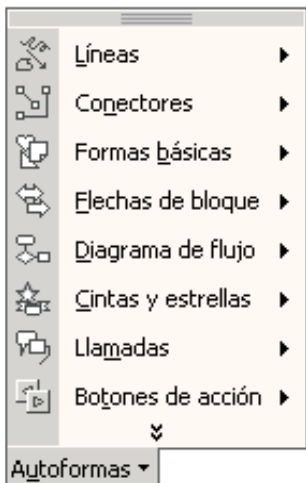 Líneas
Conectores
Formas básicas
Flechas de bloque
Diagrama de flujo
Cintas y estrellas
Llamadas
Botones de acción
Autoformas